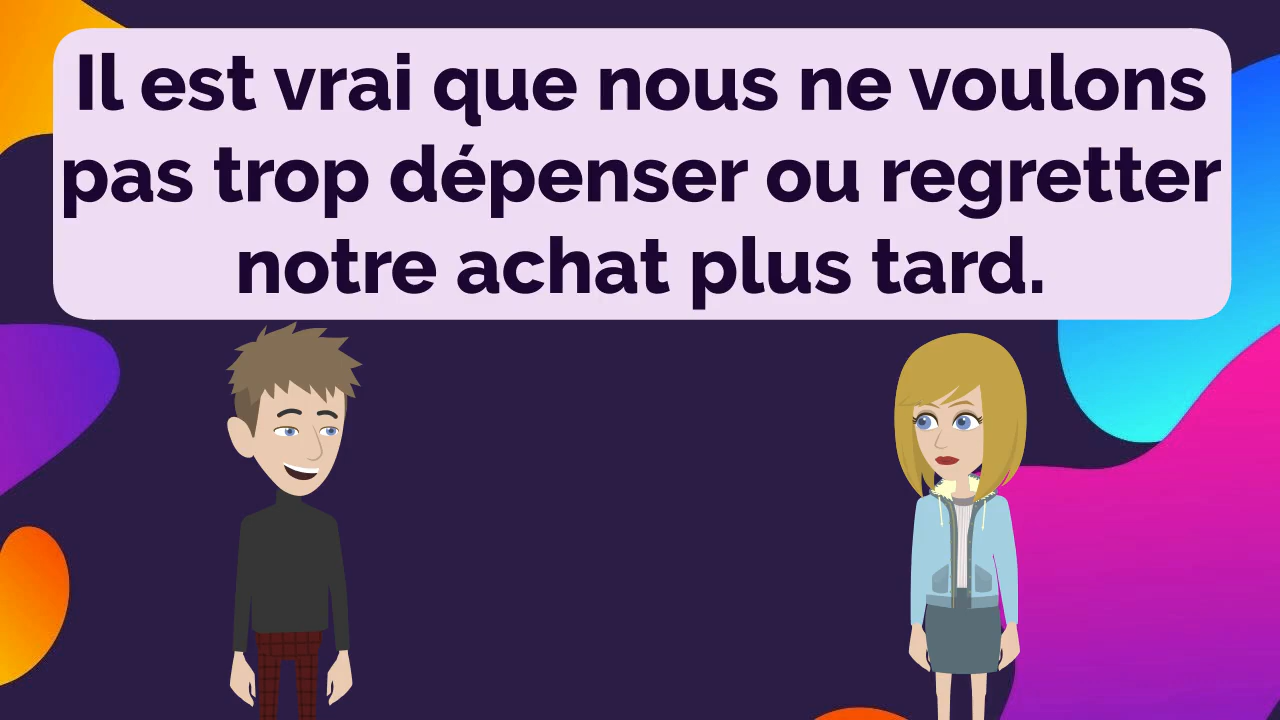 Il est vrai que nous ne voulons
pas trop dépenser ou regretter
notre achat plus tard.